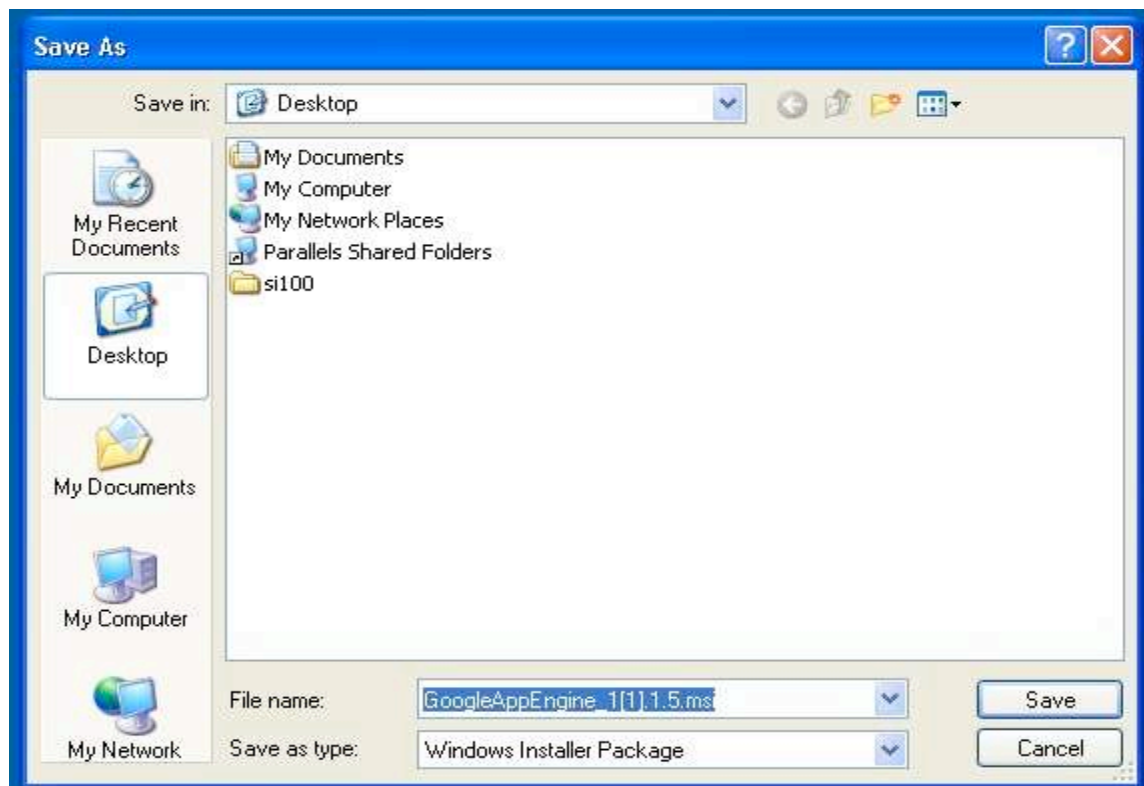 Save As
Save in:
Desktop
My Recent
Documents
Desktop
My Documents
My Computer
My Network
My Documents
My Computer
My Network Places
Parallels Shared Folders
si100
File name:
GoogleAppEngine_1[1].1.5.msi
Save
Save as type:
Windows Installer Package
Cancel